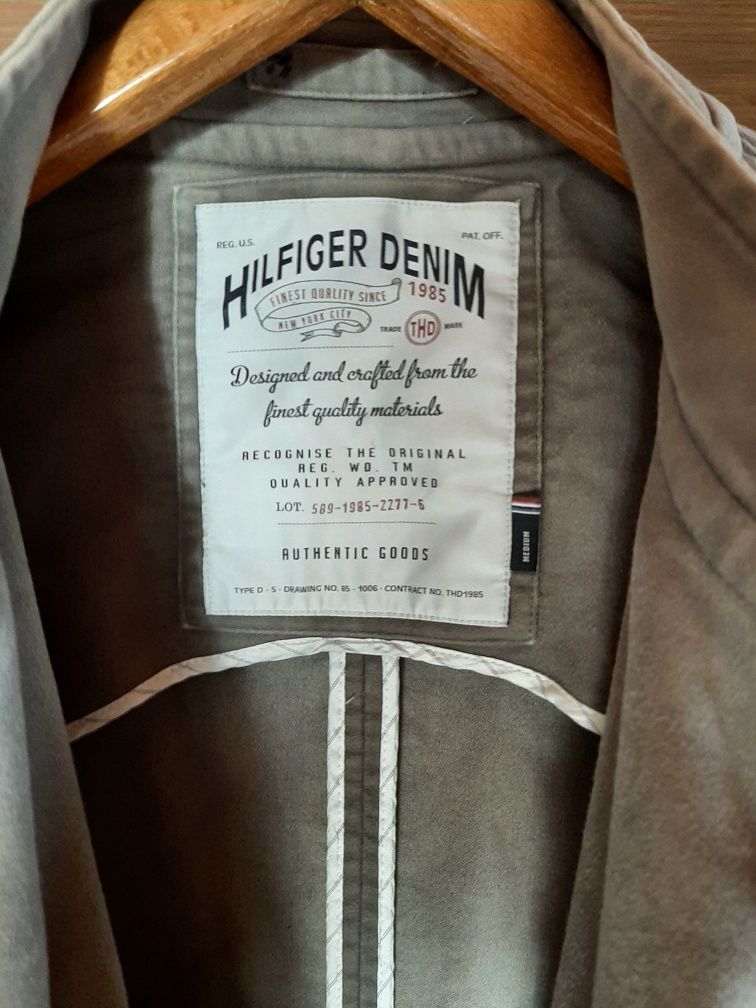 REG. U.S. PAT. OFF.
HILFIGER DENIM
FINEST QUALITY SINCE 1985
NEW YORK CITY
TRADE THD MARK
Designed and crafted from the
finest quality materials
RECOGNISE THE ORIGINAL
REG. WD. TM
QUALITY APPROVED
LOT. 589-1985-2277-6
AUTHENTIC GOODS
TYPE D - S - DRAWING NO. 85 - 1006 - CONTRACT NO. THD1985
MEDIUM